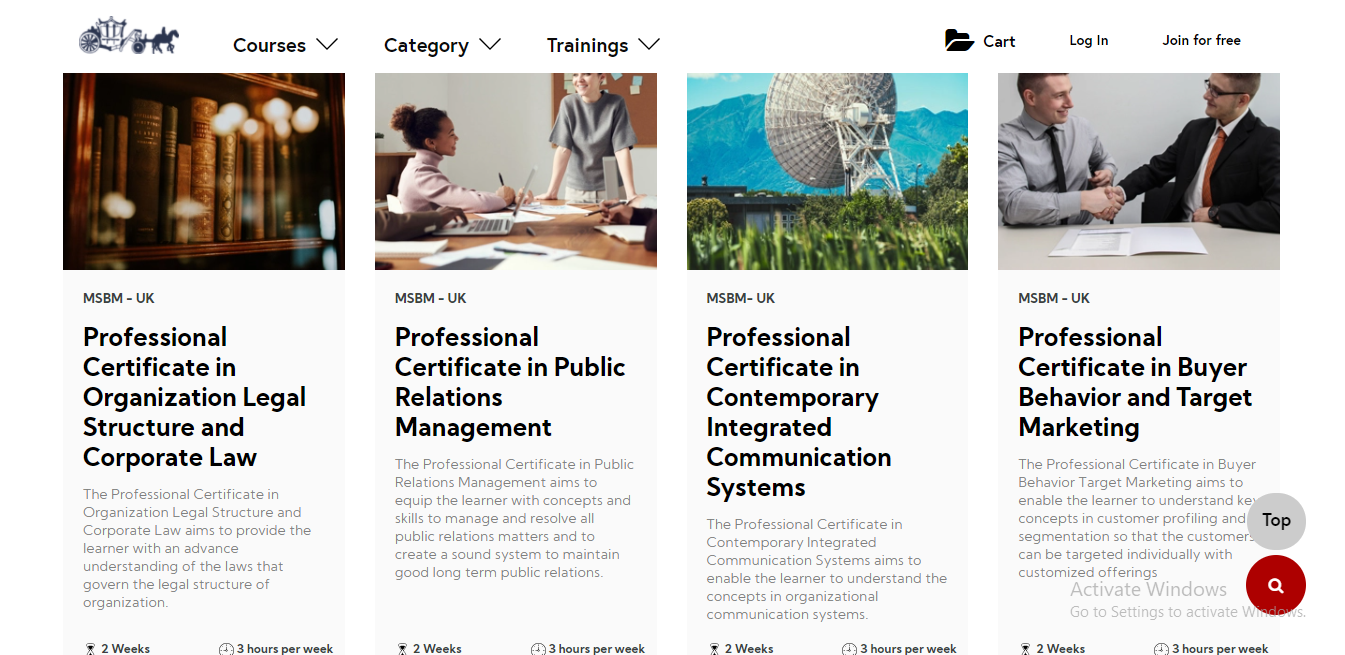 Courses
Category
Trainings
Cart
Log In
Join for free
MSBM - UK
Professional
Certificate in
Organization Legal
Structure and
Corporate Law
The Professional Certificate in
Organization Legal Structure and
Corporate Law aims to provide the
learner with an advance
understanding of the laws that
govern the legal structure of
organization.
2 Weeks
3 hours per week
MSBM - UK
Professional
Certificate in Public
Relations
Management
The Professional Certificate in Public
Relations Management aims to
equip the learner with concepts and
skills to manage and resolve all
public relations matters and to
create a sound system to maintain
good long term public relations.
2 Weeks
3 hours per week
MSBM- UK
Professional
Certificate in
Contemporary
Integrated
Communication
Systems
The Professional Certificate in
Contemporary Integrated
Communication Systems aims to
enable the learner to understand the
concepts in organizational
communication systems.
2 Weeks
3 hours per week
MSBM - UK
Professional
Certificate in Buyer
Behavior and Target
Marketing
The Professional Certificate in Buyer
Behavior Target Marketing aims to
enable the learner to understand key
concepts in customer profiling and
segmentation so that the customers
can be targeted individually with
customized offerings
2 Weeks
3 hours per week
Top
Activate Windows
Go to Settings to activate Windows.